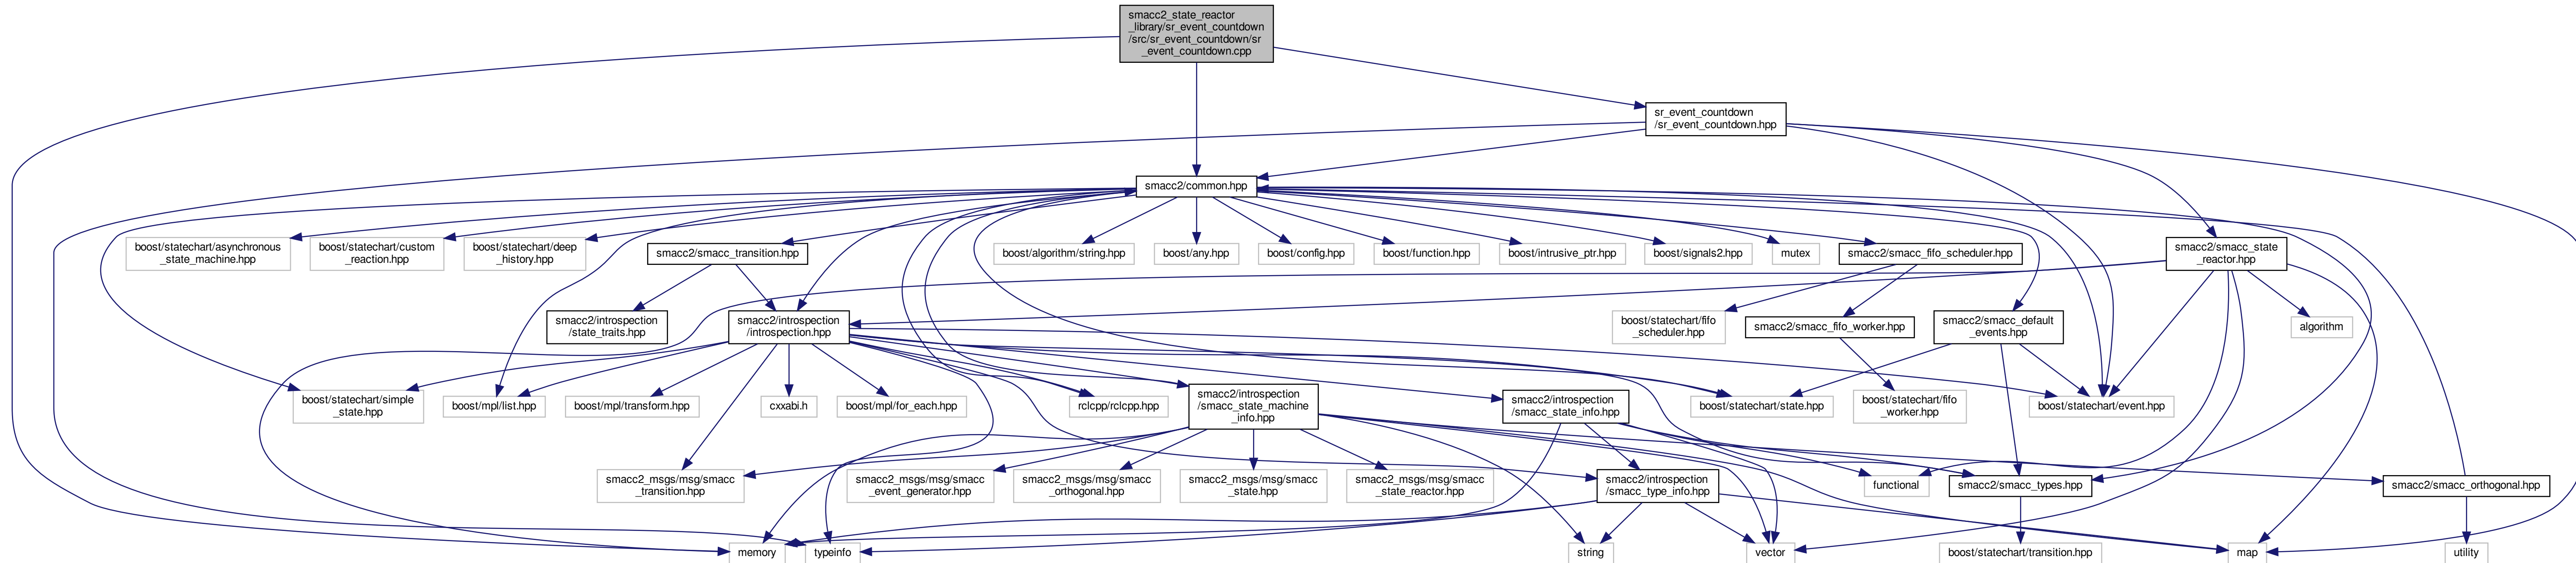 smacc2_state_reactor
_library/sr_event_countdown
/src/sr_event_countdown/sr
_event_countdown.cpp
sr_event_countdown
/sr_event_countdown.hpp
smacc2/common.hpp
boost/statechart/asynchronous
_state_machine.hpp
boost/statechart/custom
_reaction.hpp
boost/statechart/deep
_history.hpp
smacc2/smacc_transition.hpp
boost/algorithm/string.hpp
boost/any.hpp
boost/config.hpp
boost/function.hpp
boost/intrusive_ptr.hpp
boost/signals2.hpp
mutex
smacc2/smacc_fifo_scheduler.hpp
smacc2/smacc_state
_reactor.hpp
smacc2/introspection
/state_traits.hpp
smacc2/introspection
/introspection.hpp
boost/statechart/fifo
_scheduler.hpp
smacc2/smacc_fifo_worker.hpp
smacc2/smacc_default
_events.hpp
algorithm
boost/statechart/simple
_state.hpp
boost/mpl/list.hpp
boost/mpl/transform.hpp
cxxabi.h
boost/mpl/for_each.hpp
rclcpp/rclcpp.hpp
smacc2/introspection
/smacc_state_machine
_info.hpp
smacc2/introspection
/smacc_state_info.hpp
boost/statechart/state.hpp
boost/statechart/fifo
_worker.hpp
boost/statechart/event.hpp
smacc2_msgs/msg/smacc
_transition.hpp
smacc2_msgs/msg/smacc
_event_generator.hpp
smacc2_msgs/msg/smacc
_orthogonal.hpp
smacc2_msgs/msg/smacc
_state.hpp
smacc2_msgs/msg/smacc
_state_reactor.hpp
smacc2/introspection
/smacc_type_info.hpp
functional
smacc2/smacc_types.hpp
smacc2/smacc_orthogonal.hpp
memory
typeinfo
string
vector
boost/statechart/transition.hpp
map
utility